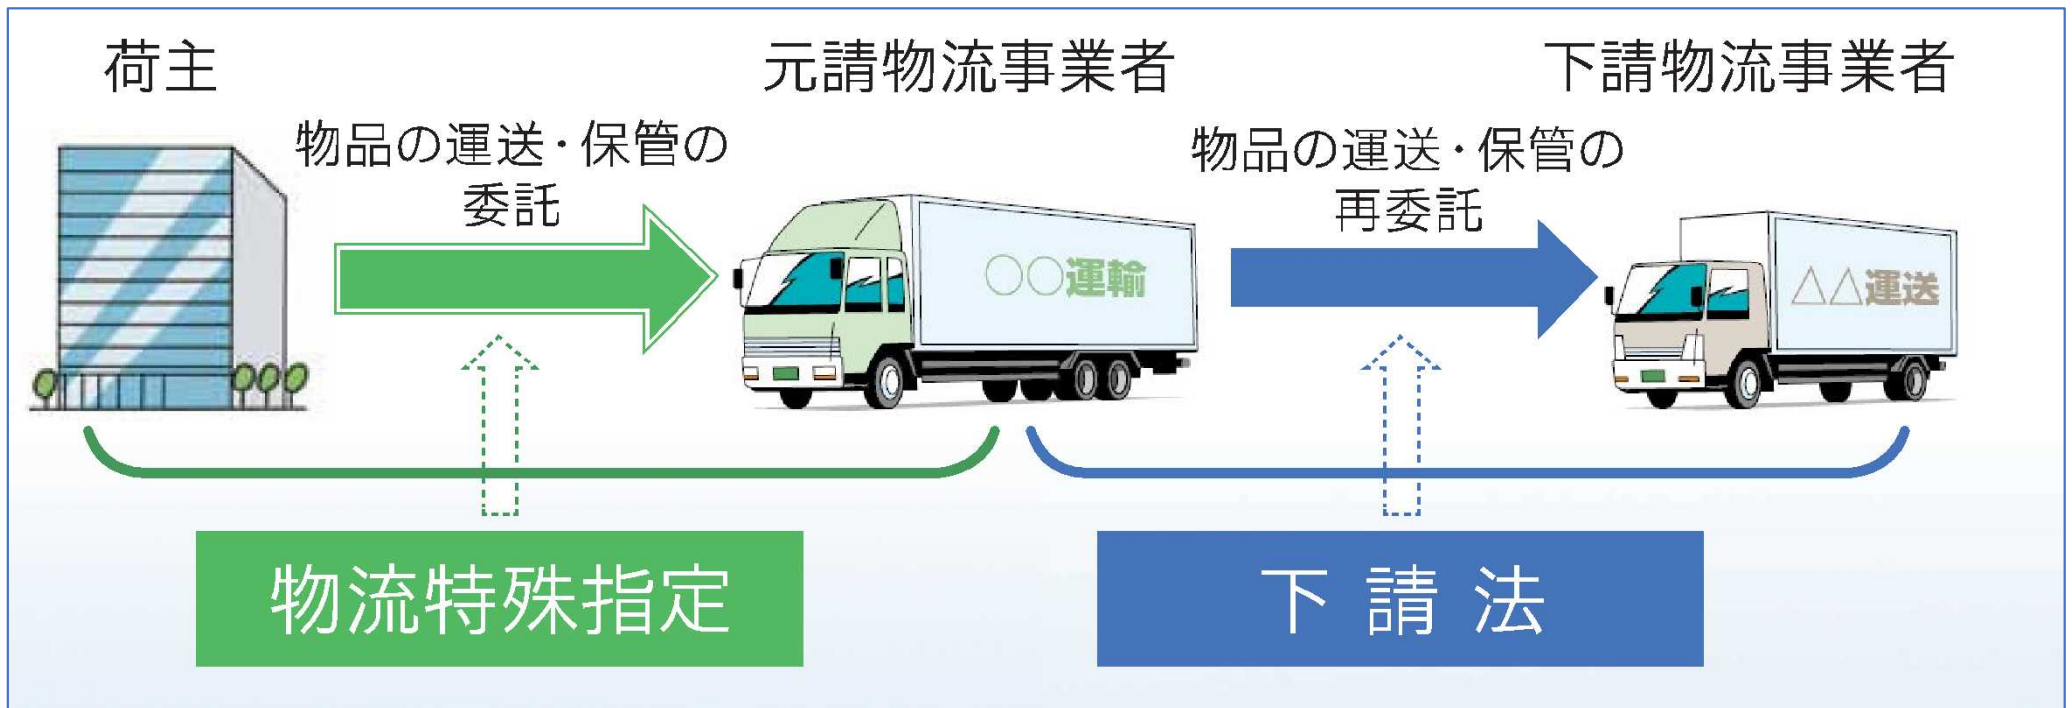 荷主
元請物流事業者
下請物流事業者
物品の運送・保管の
委託
物品の運送・保管の
再委託
○○運輸
△△運送
物流特殊指定
下請法